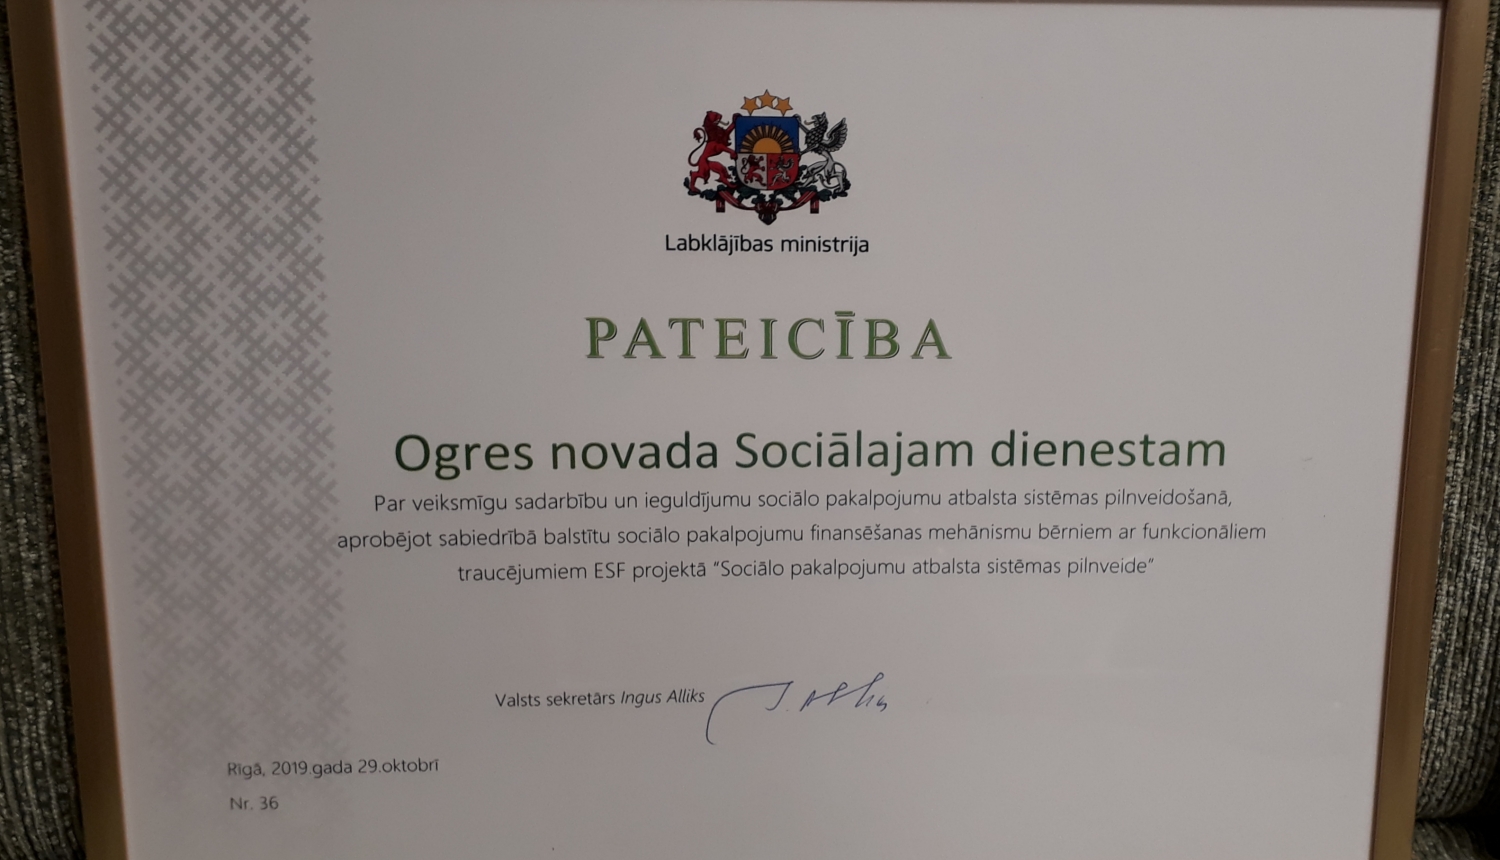 Labklājības ministrija
PATEICĪBA
Ogres novada Sociālajam dienestam
Par veiksmīgu sadarbību un ieguldījumu sociālo pakalpojumu atbalsta sistēmas pilnveidošanā,
aprobējot sabiedrībā balstītu sociālo pakalpojumu finansēšanas mehānismu bērniem ar funkcionāliem
traucējumiem ESF projektā "Sociālo pakalpojumu atbalsta sistēmas pilnveide"
Valsts sekretārs Ingus Alliks
Rīgā, 2019.gada 29.oktobrī
Nr. 36